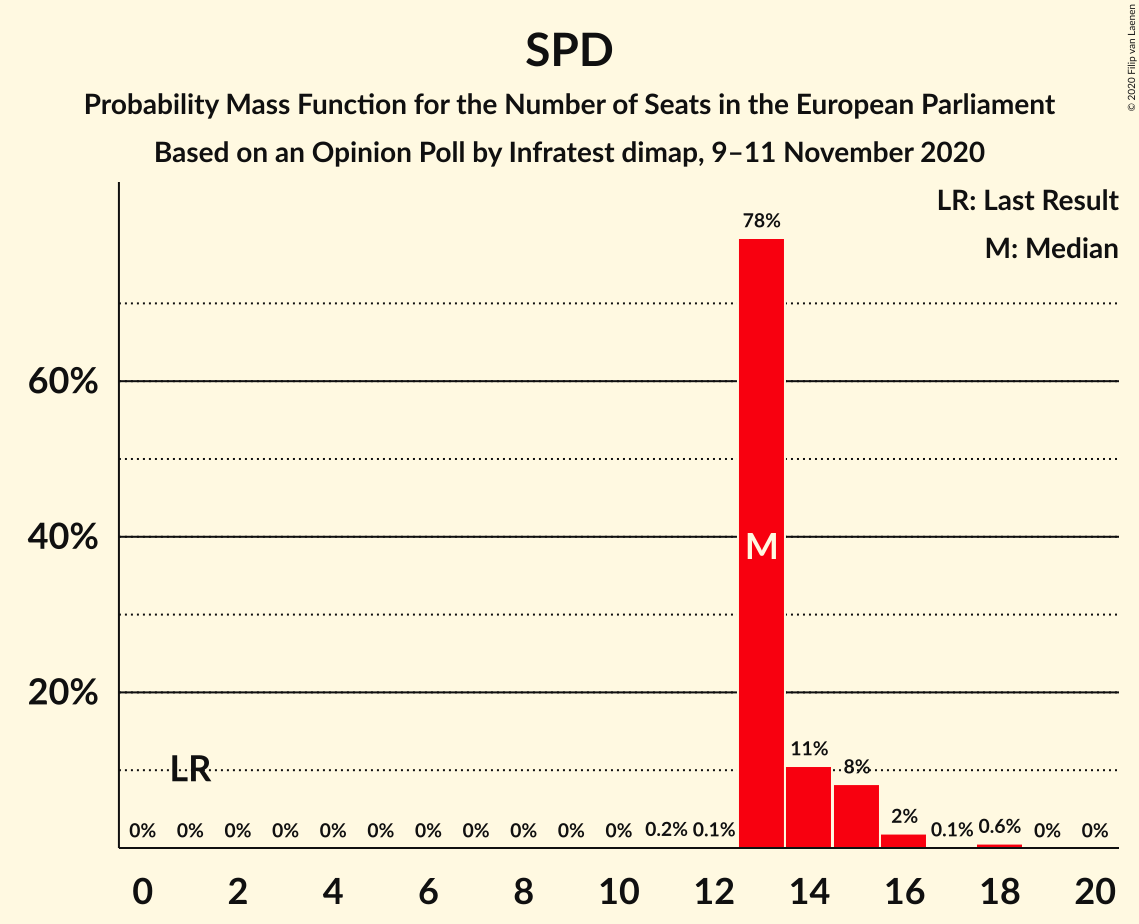 SPD
Probability Mass Function for the Number of Seats in the European Parliament
Based on an Opinion Poll by Infratest dimap, 9–11 November 2020
© 2020 Filip van Laenen
LR: Last Result
M: Median
78%
60%
40%
M
20%
11%
LR
8%
0% 0% 0% 0% 0% 0% 0% 0% 0% 0% 0% 0.2% 0.1% 2% 0.1% 0.6% 0% 0%
0 2 4 6 8 10 12 14 16 18 20